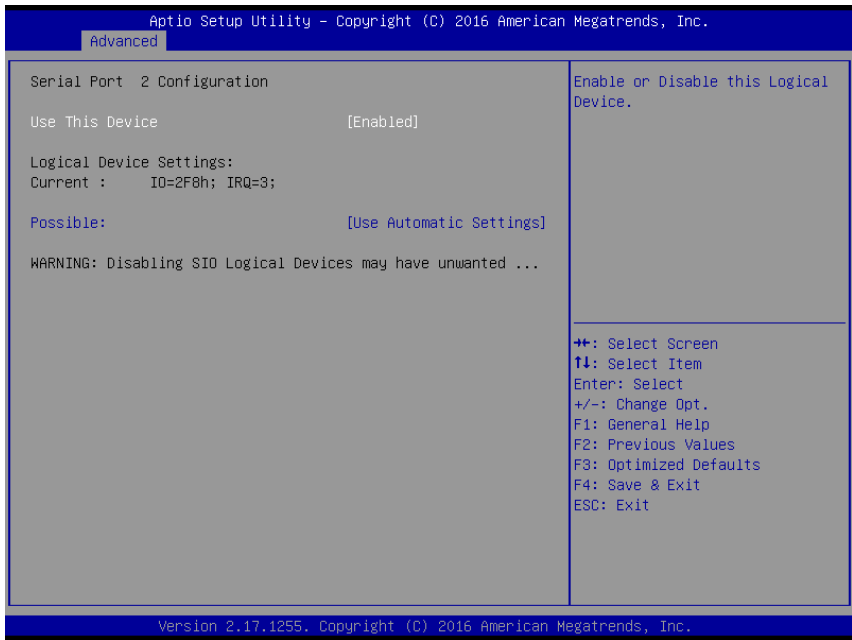 Aptio Setup Utility – Copyright (C) 2016 American Megatrends, Inc.
Advanced
Serial Port 2 Configuration
Use This Device [Enabled]
Logical Device Settings:
Current : IO=2F8h; IRQ=3;
Possible: [Use Automatic Settings]
WARNING: Disabling SIO Logical Devices may have unwanted ...
Enable or Disable this Logical
Device.
→←: Select Screen
↑↓: Select Item
Enter: Select
+/-: Change Opt.
F1: General Help
F2: Previous Values
F3: Optimized Defaults
F4: Save & Exit
ESC: Exit
Version 2.17.1255. Copyright (C) 2016 American Megatrends, Inc.